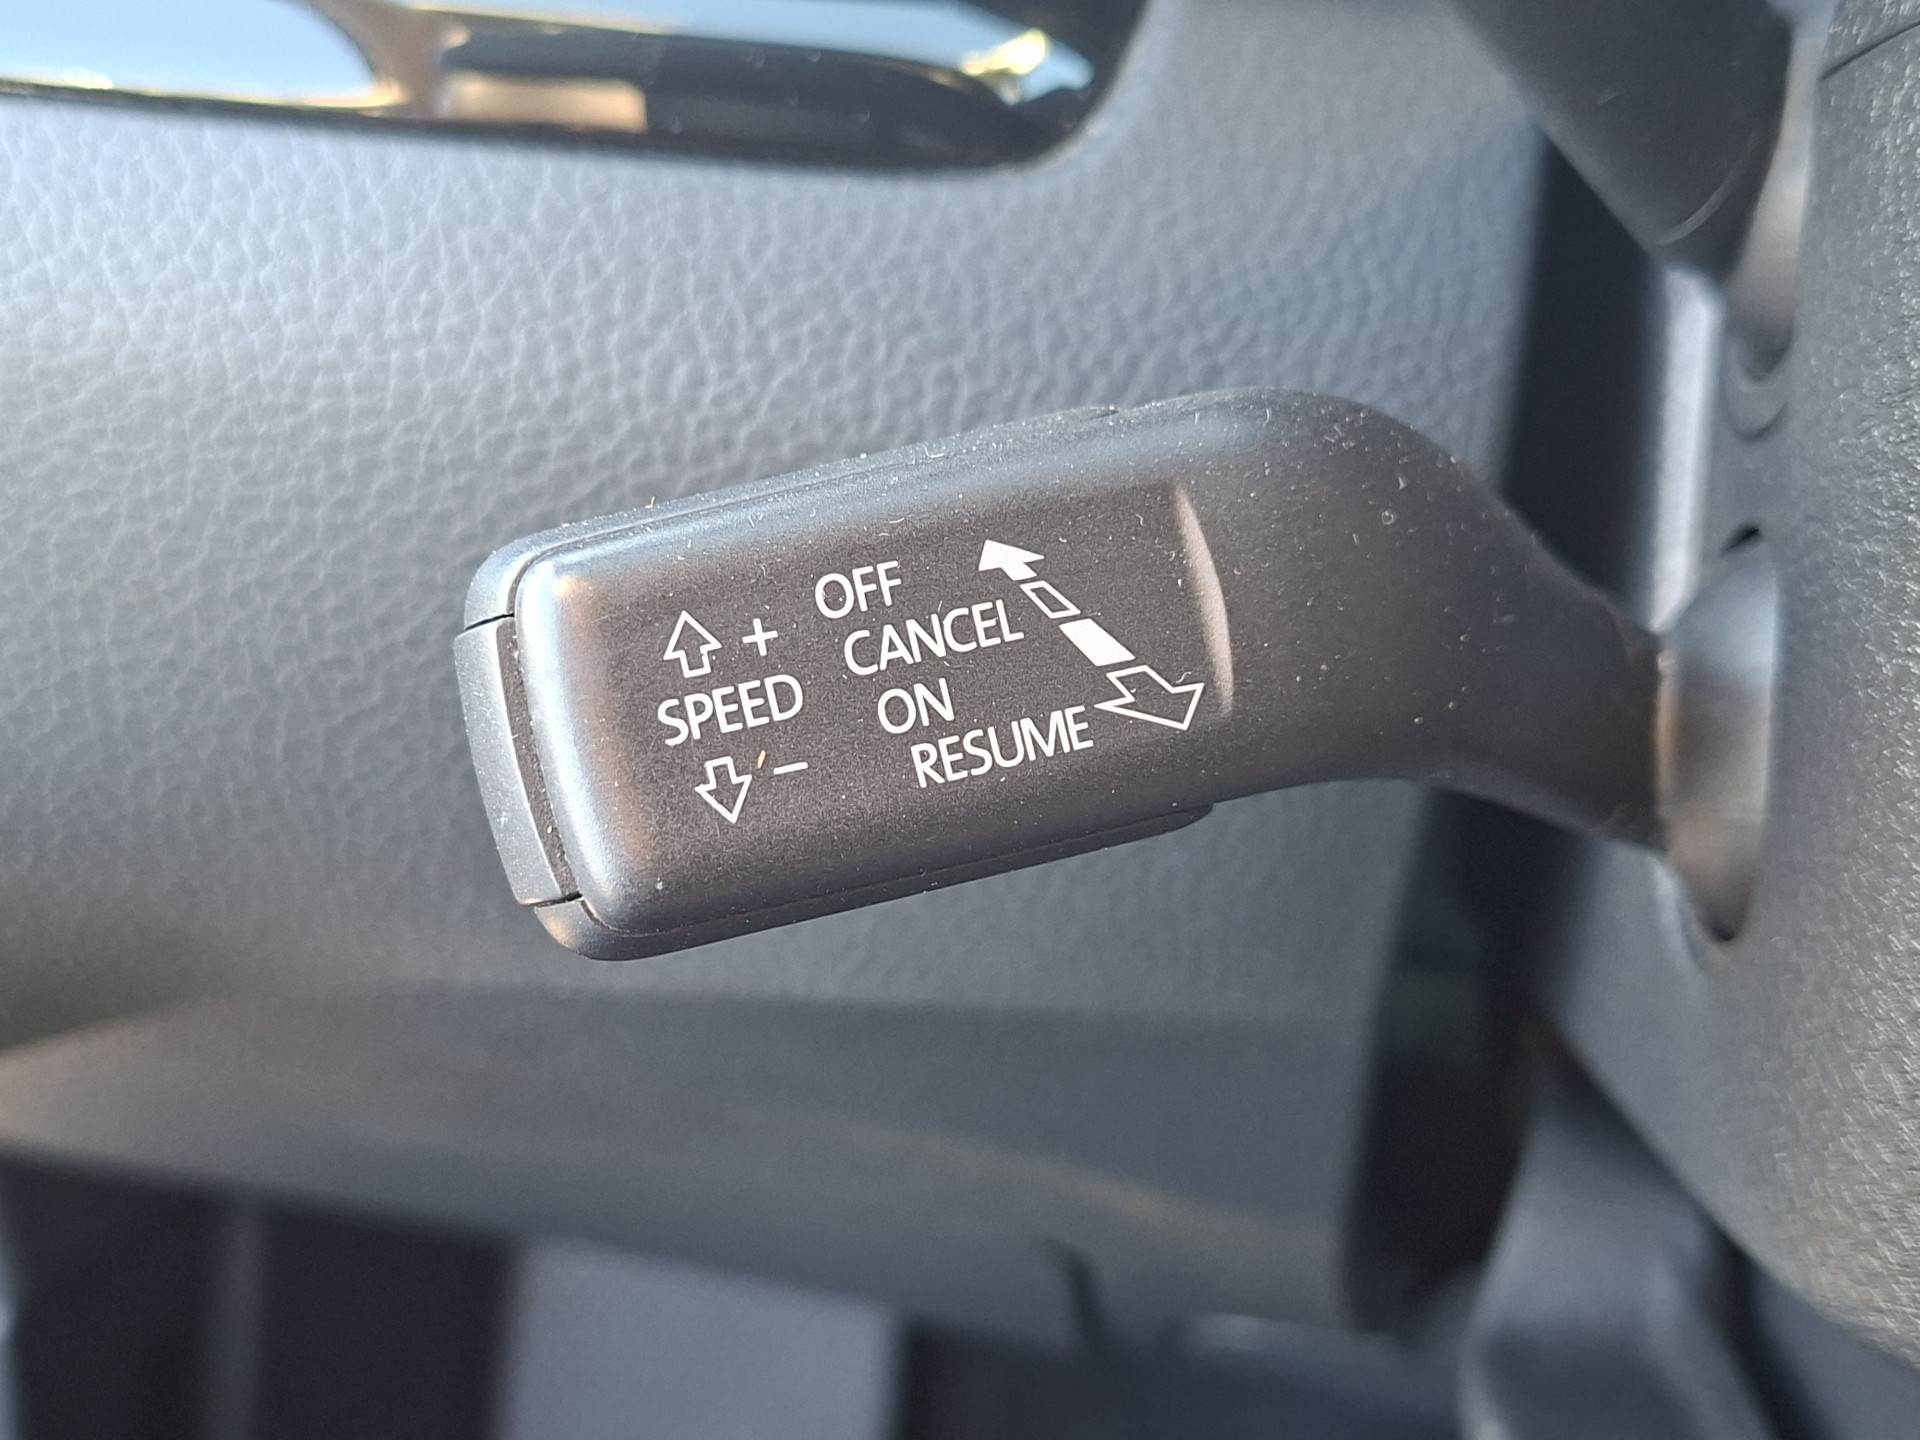 OFF
+ CANCEL
SPEED ON
- RESUME